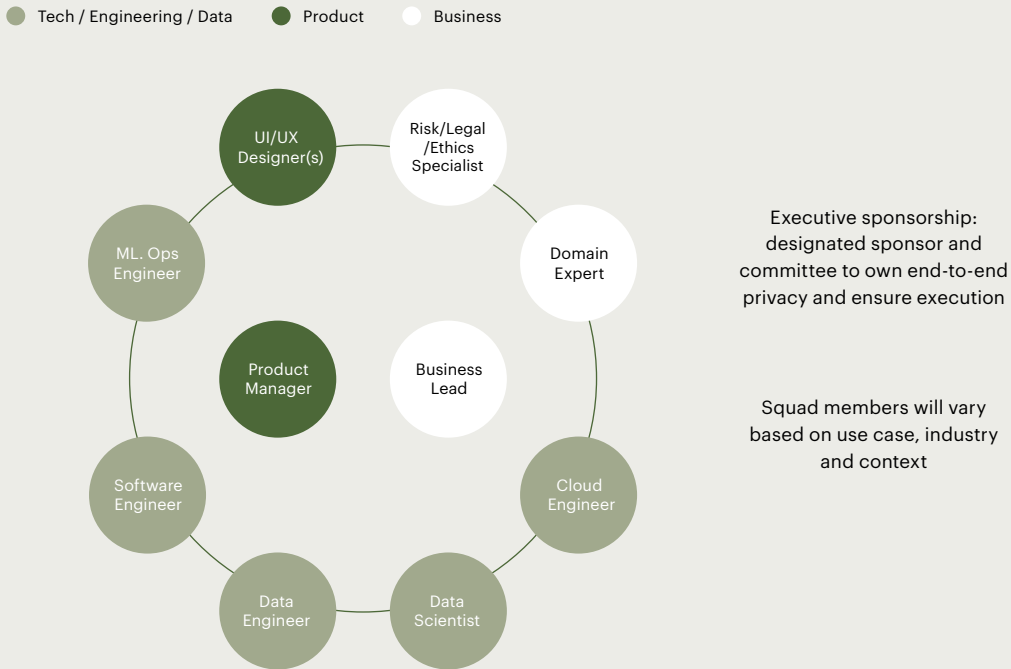 Tech / Engineering / Data
Product
Business
UI/UX
Designer(s)
Risk/Legal
/Ethics
Specialist
ML. Ops
Engineer
Domain
Expert
Product
Manager
Business
Lead
Software
Engineer
Cloud
Engineer
Data
Engineer
Data
Scientist
Executive sponsorship:
designated sponsor and
committee to own end-to-end
privacy and ensure execution
Squad members will vary
based on use case, industry
and context